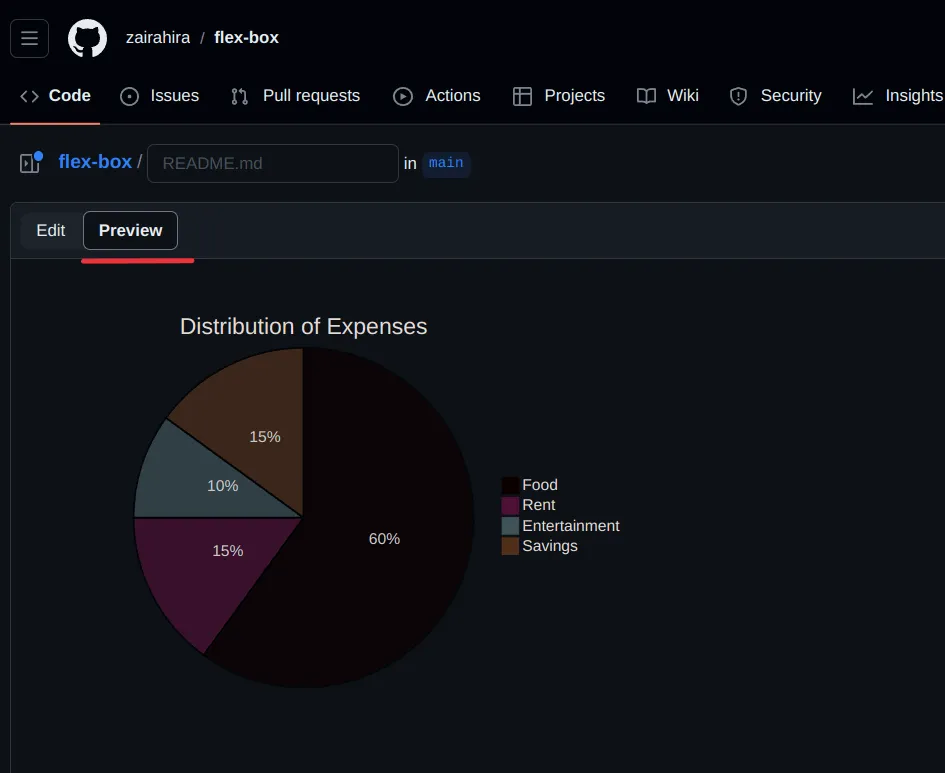 zairahira / flex-box
Code Issues Pull requests Actions Projects Wiki Security Insights
flex-box / README.md in main
Edit Preview
Distribution of Expenses
15%
10%
15%
60%
Food
Rent
Entertainment
Savings